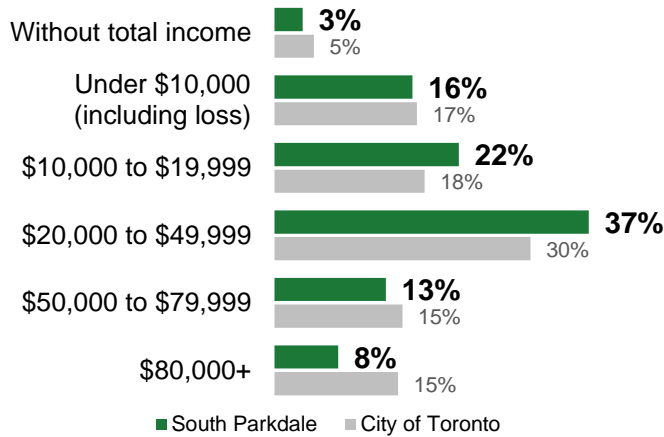 Without total income
3%
5%
Under $10,000
(including loss)
16%
17%
$10,000 to $19,999
22%
18%
$20,000 to $49,999
37%
30%
$50,000 to $79,999
13%
15%
$80,000+
8%
15%
South Parkdale City of Toronto